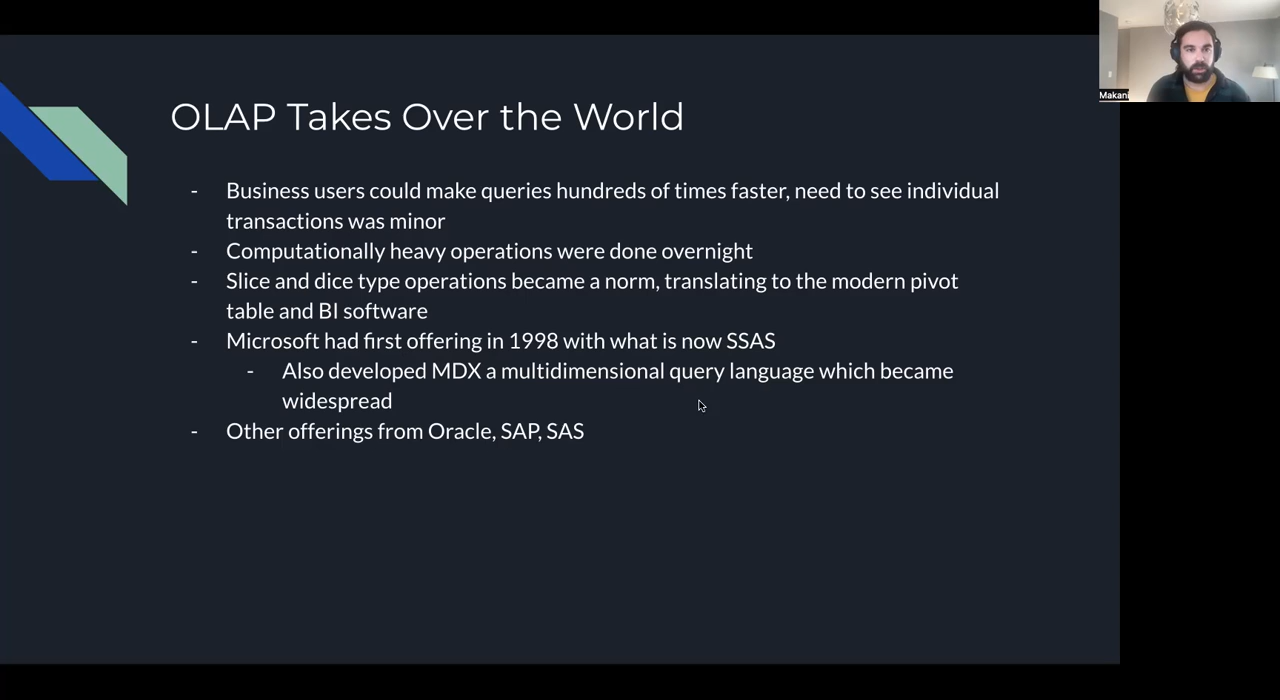 OLAP Takes Over the World
- Business users could make queries hundreds of times faster, need to see individual
transactions was minor
- Computationally heavy operations were done overnight
- Slice and dice type operations became a norm, translating to the modern pivot
table and BI software
- Microsoft had first offering in 1998 with what is now SSAS
- Also developed MDX a multidimensional query language which became
widespread
- Other offerings from Oracle, SAP, SAS
Makani